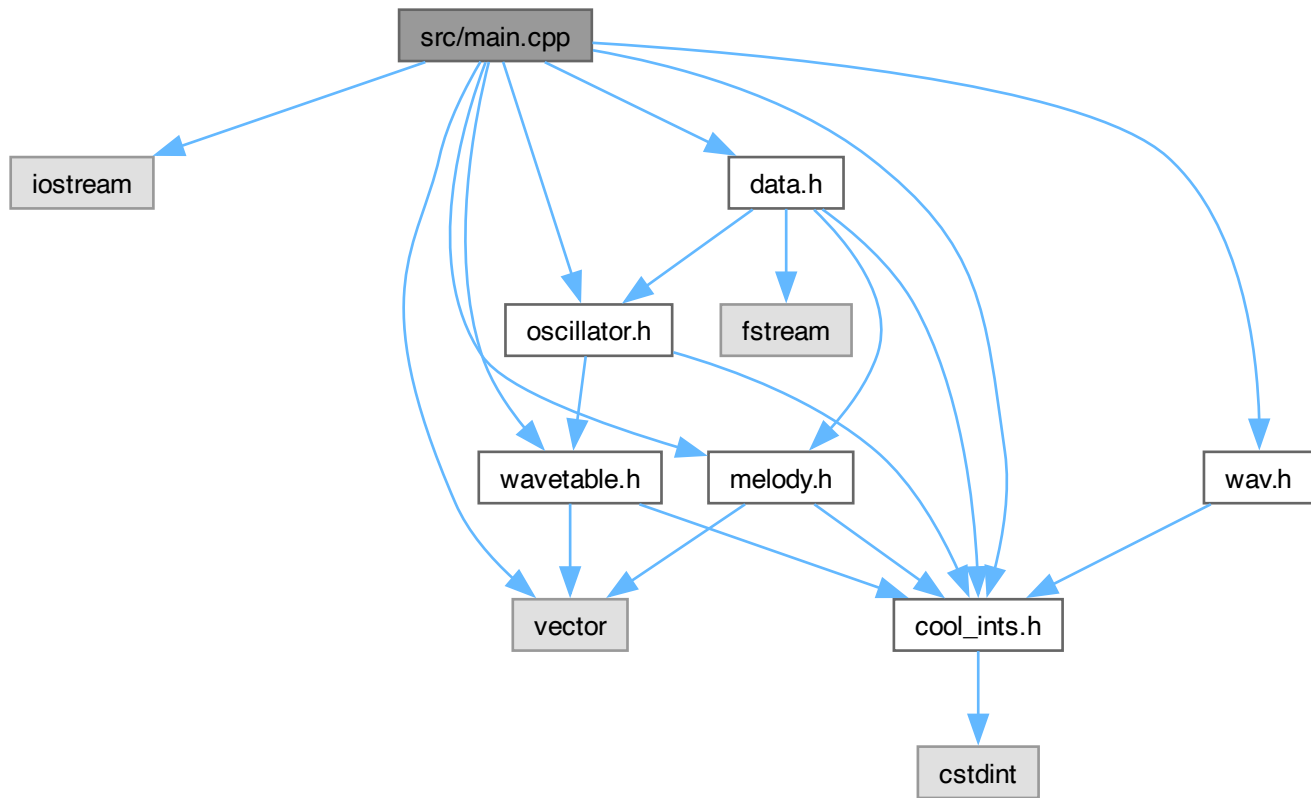 src/main.cpp
iostream
data.h
oscillator.h
fstream
wavetable.h
melody.h
wav.h
vector
cool_ints.h
cstdint